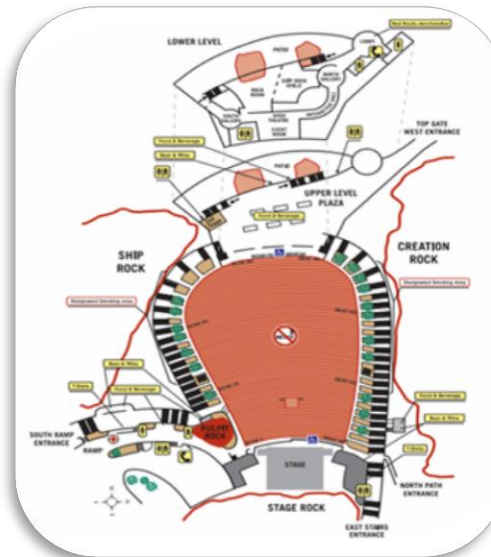 Red Rocks Merchandise
LOWER LEVEL
LOBBY
PATIO
ROCK ROOM
SHIP ROCK GRILLE
NORTH GALLERY
SOUTH GALLERY
EVENT ROOM
TOP GATE
WEST ENTRANCE
Food & Beverage
Beer & Wine
PATIO
UPPER LEVEL
PLAZA
Food & Beverage
SHIP
ROCK
CREATION
ROCK
Designated Smoking Area
Designated Smoking Area
Beer & Wine
T-Shirts
Food & Beverage
Food & Beverage
Beer & Wine
T-Shirts
PULPIT
ROCK
SOUTH RAMP
ENTRANCE
RAMP
STAGE
NORTH PATH
ENTRANCE
STAGE ROCK
EAST STAIRS
ENTRANCE